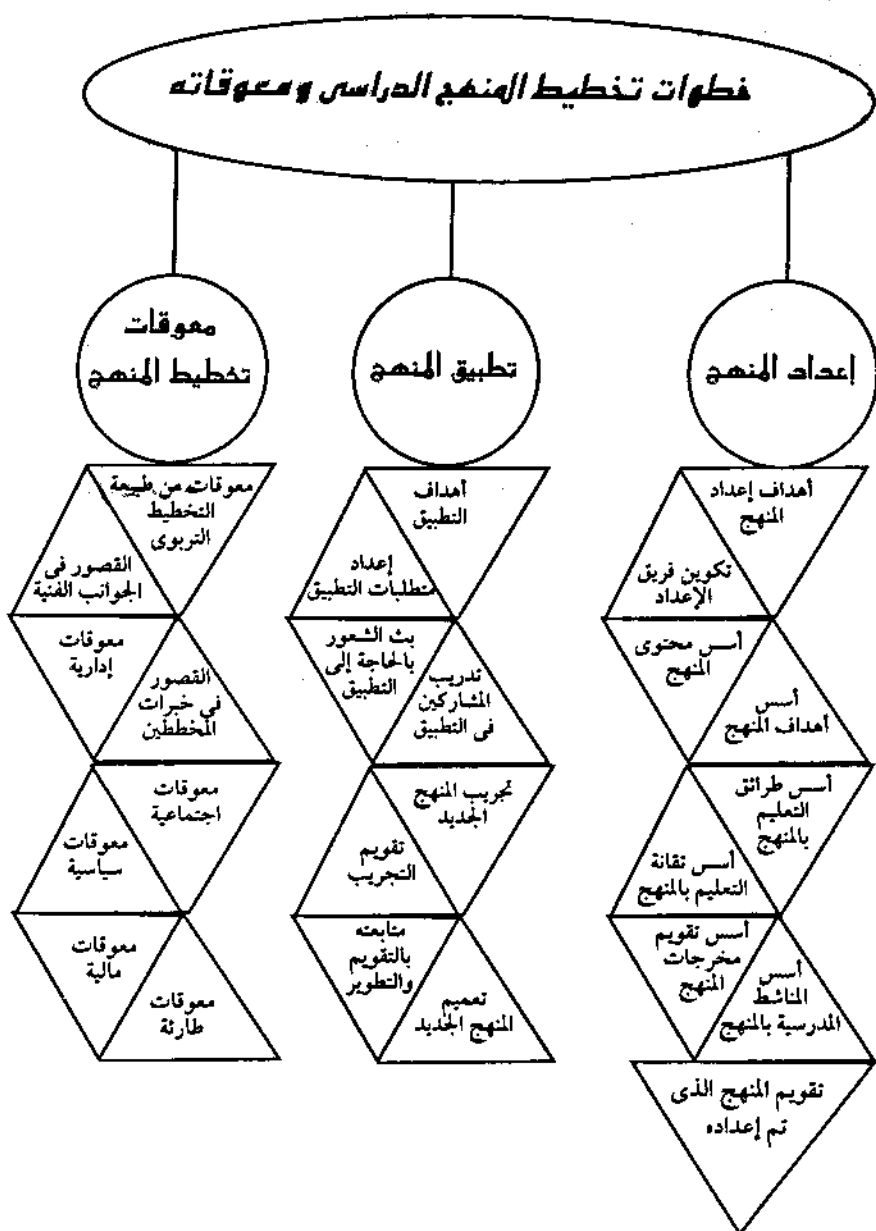 خطوات تخطيط المنهج الدراسى ومعوقاته
إعداد المنهج
أهداف إعداد
المنهج
تكوين فريق
الإعداد
أسس محتوى
المنهج
أسس
أهداف المنهج
أسس طرائق
التعليم
بالمنهج
أسس تقانة
التعليم بالمنهج
أسس تقويم
مخرجات
المنهج
أسس
المناشط
المدرسية بالمنهج
تقويم المنهج الذى
تم إعداده
تطبيق المنهج
أهداف
التطبيق
إعداد
متطلبات التطبيق
بث الشعور
بالحاجة إلى
التطبيق
تدريب
المشاركين
فى التطبيق
تجريب المنهج
الجديد
تقويم
التجريب
متابعته
بالتقويم
والتطوير
تعميم
المنهج الجديد
معوقات
تخطيط المنهج
معوقات من طبيعة
التخطيط
التربوى
القصور فى
الجوانب الفنية
معوقات
إدارية
القصور
في خبرات
المخططين
معوقات
اجتماعية
معوقات
سياسية
معوقات
مالية
معوقات
طارئة